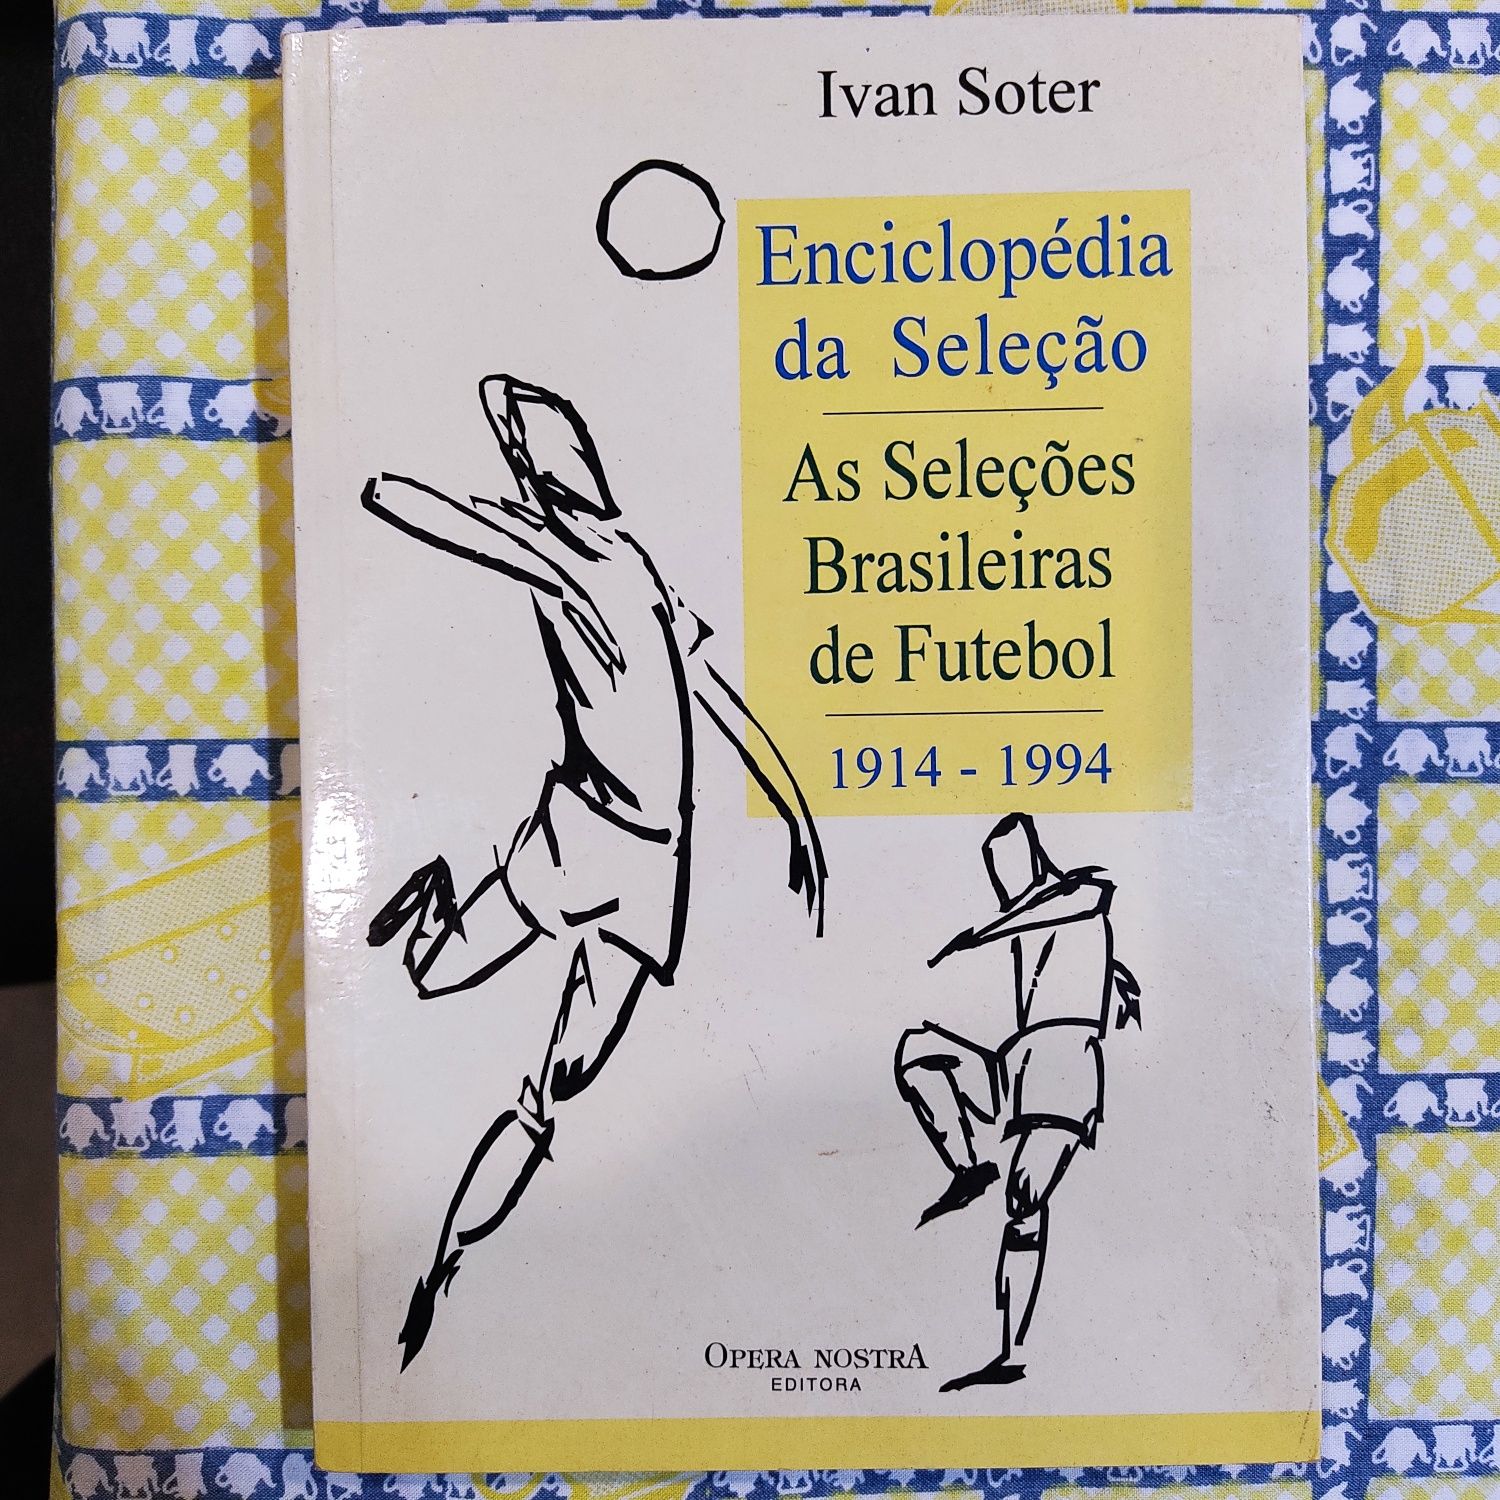 Ivan Soter
Enciclopédia
da Seleção
As Seleções
Brasileiras
de Futebol
1914 - 1994
OPERA NOSTRA
EDITORA